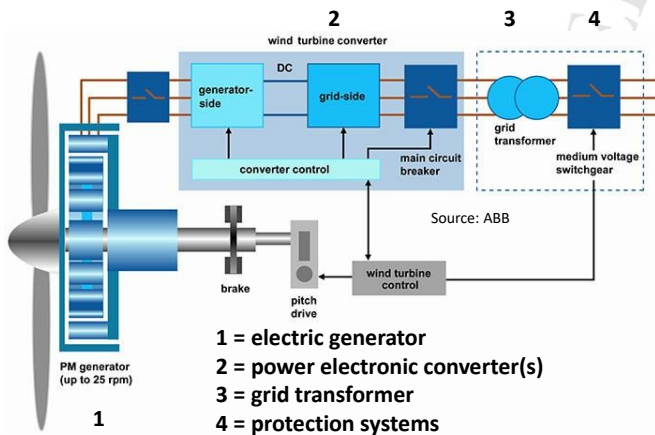 2
3
4
wind turbine converter
DC
generator-
side
grid-side
grid
transformer
converter control
main circuit
breaker
medium voltage
switchgear
Source: ABB
brake
pitch
drive
wind turbine
control
PM generator
(up to 25 rpm)
1
1 = electric generator
2 = power electronic converter(s)
3 = grid transformer
4 = protection systems